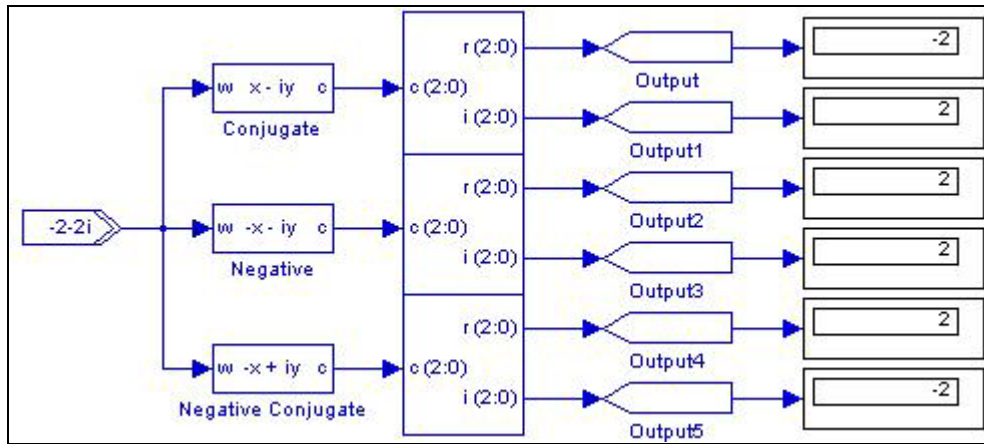 r (2:0)
-2
Output
w x - iy c
c (2:0)
Conjugate
i (2:0)
2
Output1
r (2:0)
2
Output2
-2-2i
w -x - iy c
c (2:0)
Negative
i (2:0)
2
Output3
r (2:0)
2
Output4
w -x + iy c
c (2:0)
Negative Conjugate
i (2:0)
-2
Output5